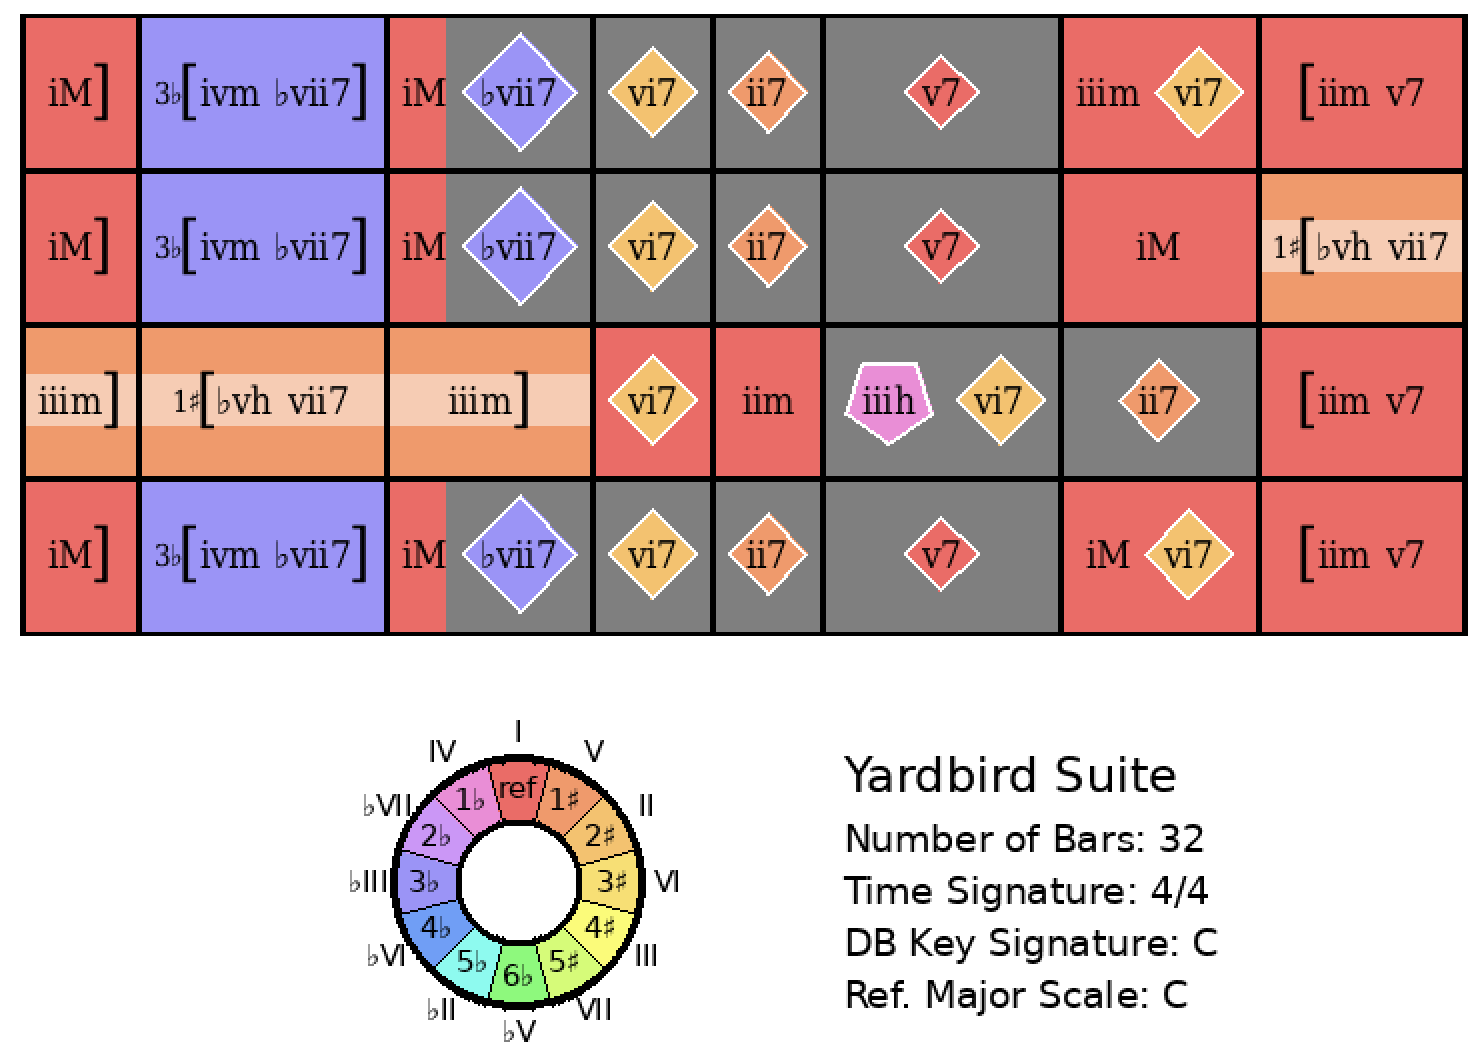 iM] 3♭[ivm ♭vii7] iM ♭vii7 vi7 ii7 v7 iiim vi7 [iim v7
iM] 3♭[ivm ♭vii7] iM ♭vii7 vi7 ii7 v7 iM 1♯[♭vh vii7
iiim] 1♯[♭vh vii7 iiim] vi7 iim iiih vi7 ii7 [iim v7
iM] 3♭[ivm ♭vii7] iM ♭vii7 vi7 ii7 v7 iM vi7 [iim v7
I
IV V
♭VII II
♭III VI
♭VI III
♭II VII
♭V
ref
1♭ 1♯
2♭ 2♯
3♭ 3♯
4♭ 4♯
5♭ 5♯
6♭
Yardbird Suite
Number of Bars: 32
Time Signature: 4/4
DB Key Signature: C
Ref. Major Scale: C